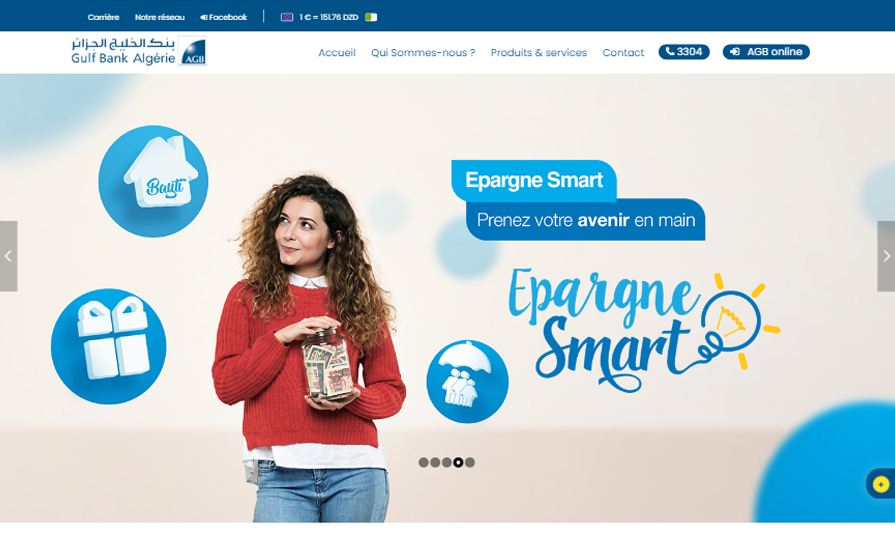 Carrière Notre réseau Facebook 1 € = 151.76 DZD
بنك الخليج الجزائر
Gulf Bank Algérie AGB
Accueil Qui Sommes-nous ? Produits & services Contact 3304 AGB online
Bayti
Epargne Smart
Prenez votre avenir en main
Epargne
Smart